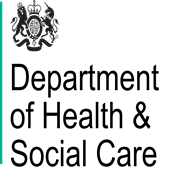 Department
of Health &
Social Care